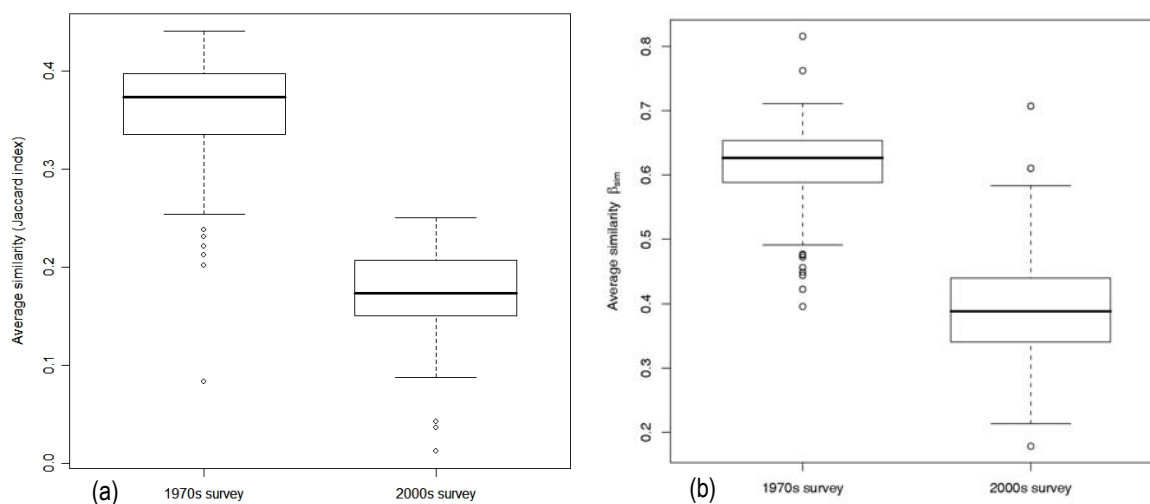 Average similarity (Jaccard index)
0.4
0.3
0.2
0.1
0.0
(a)
1970s survey
2000s survey
Average similarity βsim
0.8
0.7
0.6
0.5
0.4
0.3
0.2
(b)
1970s survey
2000s survey